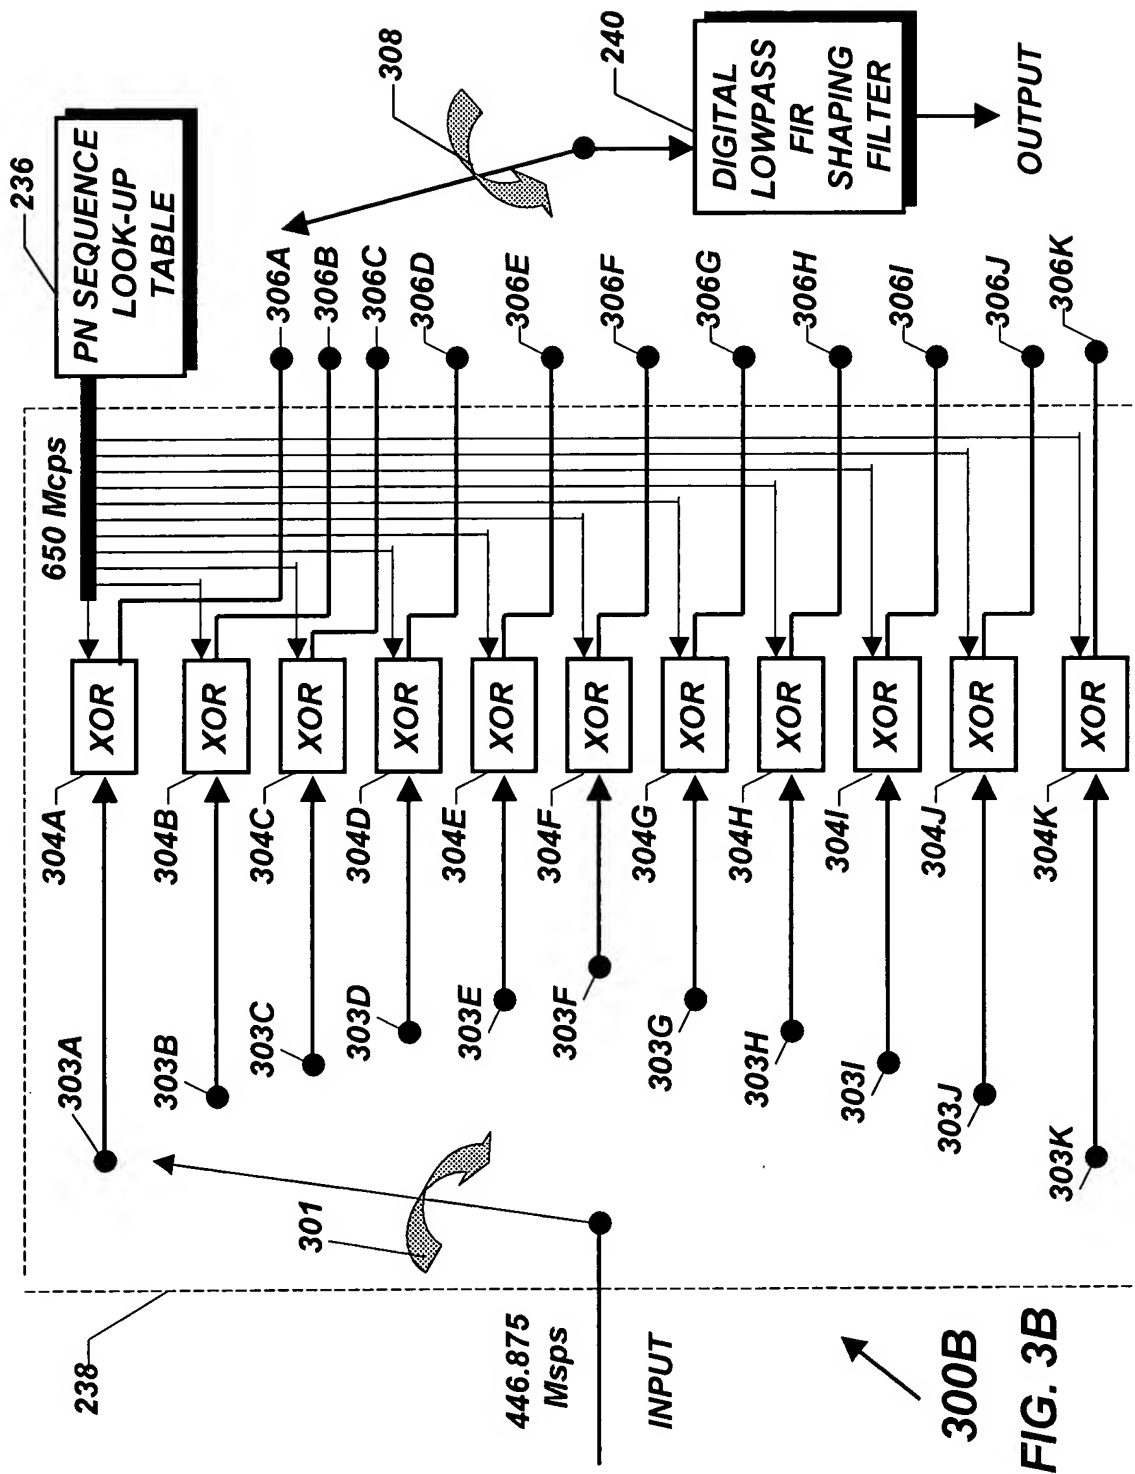 238
446.875
Msps
INPUT
300B
FIG. 3B
301
303A
303B
303C
303D
303E
303F
303G
303H
303I
303J
303K
304A
304B
304C
304D
304E
304F
304G
304H
304I
304J
304K
XOR
XOR
XOR
XOR
XOR
XOR
XOR
XOR
XOR
XOR
XOR
650 Mcps
236
PN SEQUENCE
LOOK-UP
TABLE
306A
306B
306C
306D
306E
306F
306G
306H
306I
306J
306K
308
240
DIGITAL
LOWPASS
FIR
SHAPING
FILTER
OUTPUT